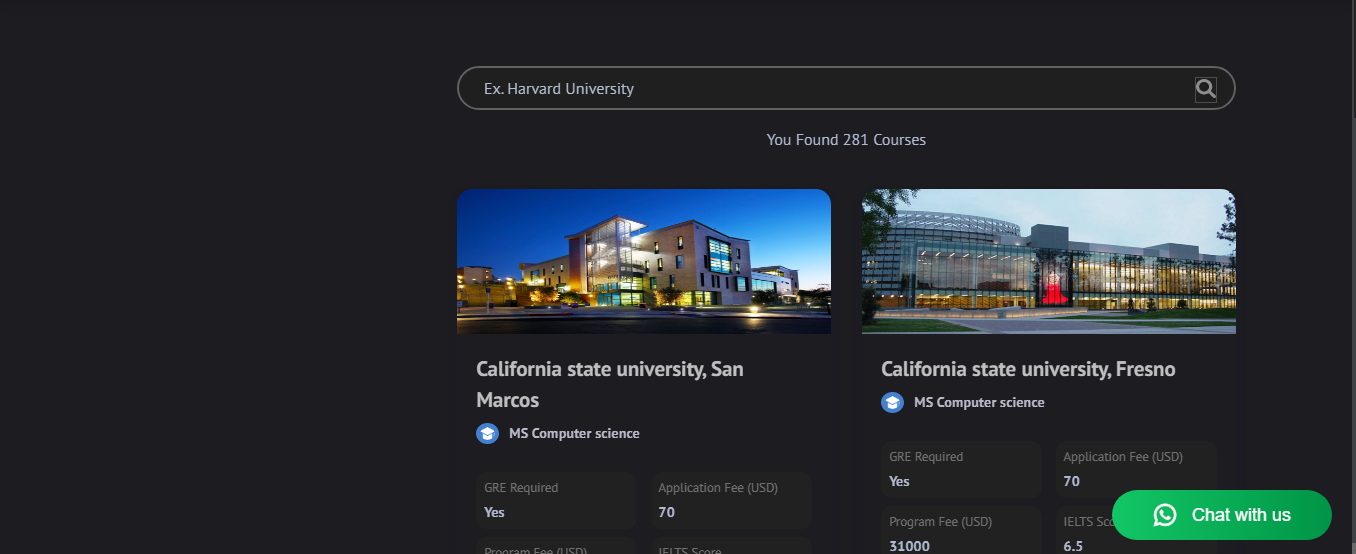 Ex. Harvard University
You Found 281 Courses
California state university, San
Marcos
MS Computer science
GRE Required
Yes
Application Fee (USD)
70
Program Fee (USD)
IELTS Score
California state university, Fresno
MS Computer science
GRE Required
Yes
Application Fee (USD)
70
Program Fee (USD)
31000
IELTS Sco
6.5
Chat with us